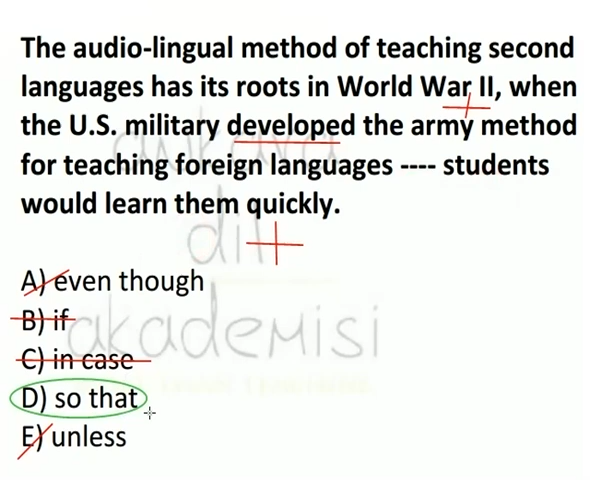 The audio-lingual method of teaching second
languages has its roots in World War II, when
the U.S. military developed the army method
for teaching foreign languages ---- students
would learn them quickly.
A) even though
B) if
C) in case
D) so that
E) unless
ankara
dil
akademisi